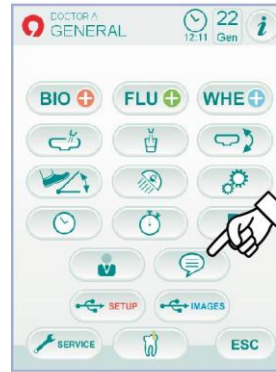 DOCTOR A
GENERAL
12:11
22
Gen
i
BIO
FLU
WHE
SETUP
IMAGES
SERVICE
ESC